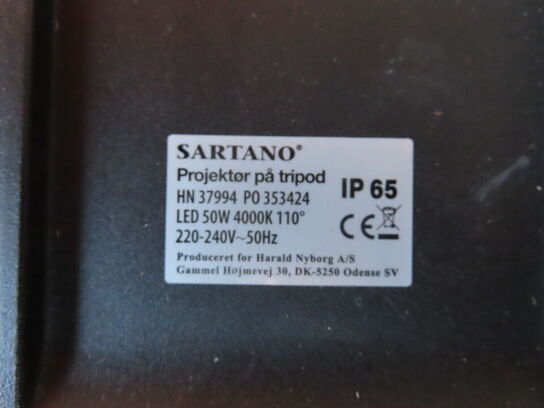 SARTANO®
Projektør på tripod
HN 37994 PO 353424
LED 50W 4000K 110°
220-240V~50Hz
IP 65
CE
Produceret for Harald Nyborg A/S
Gammel Højmevej 30, DK-5250 Odense SV